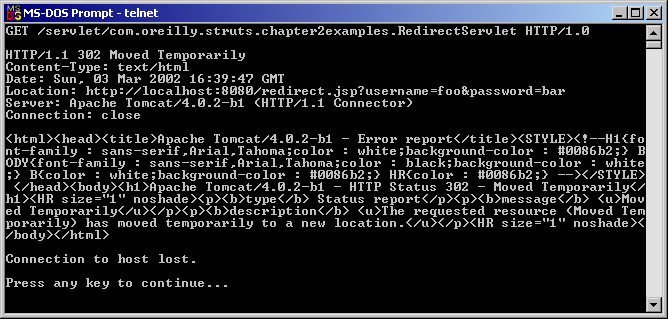 MS-DOS Prompt - telnet
GET /servlet/com.oreilly.struts.chapter2examples.RedirectServlet HTTP/1.0
HTTP/1.1 302 Moved Temporarily
Content-Type: text/html
Date: Sun, 03 Mar 2002 16:39:47 GMT
Location: http://localhost:8080/redirect.jsp?username=foo&password=bar
Server: Apache Tomcat/4.0.2-b1 (HTTP/1.1 Connector)
Connection: close
<html><head><title>Apache Tomcat/4.0.2-b1 - Error report</title><STYLE><!--H1{fo
nt-family : sans-serif,Arial,Tahoma;color : white;background-color : #0086b2;} B
ODY{font-family : sans-serif,Arial,Tahoma;color : black;background-color : white
;} B{color : white;background-color : #0086b2;} HR{color : #0086b2;} --></STYLE>
</head><body><h1>Apache Tomcat/4.0.2-b1 - HTTP Status 302 - Moved Temporarily</
h1><HR size="1" noshade><p><b>type</b> Status report</p><p><b>message</b> <u>Mov
ed Temporarily</u></p><p><b>description</b> <u>The requested resource (Moved Tem
porarily) has moved temporarily to a new location.</u></p><HR size="1" noshade><
/body></html>
Connection to host lost.
Press any key to continue...